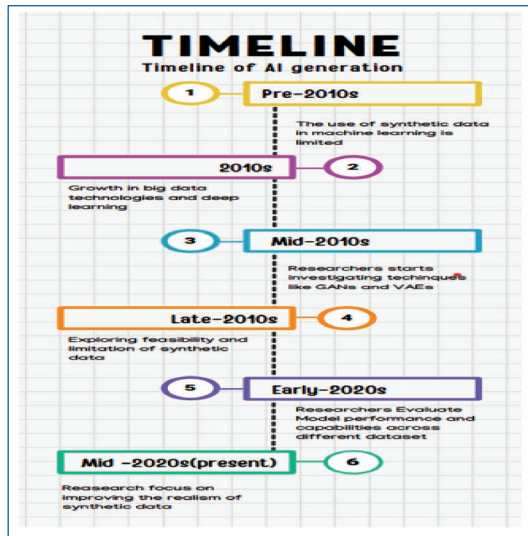 TIMELINE
Timeline of AI generation
1
Pre-2010s
The use of synthetic data
in machine learning is
limited
2010s
2
Growth in big data
technologies and deep
learning
3
Mid-2010s
Researchers starts
investigating techinques
like GANs and VAEs
Late-2010s
4
Exploring feasibility and
limitation of synthetic
data
5
Early-2020s
Researchers Evaluate
Model performance and
capabilities across
different dataset
Mid -2020s(present)
6
Reasearch focus on
improving the realism of
synthetic data